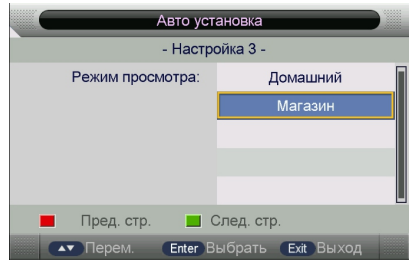 Авто установка
- Настройка 3 -
Режим просмотра: Домашний
Магазин
Пред. стр. След. стр.
Перем. Enter Выбрать Exit Выход